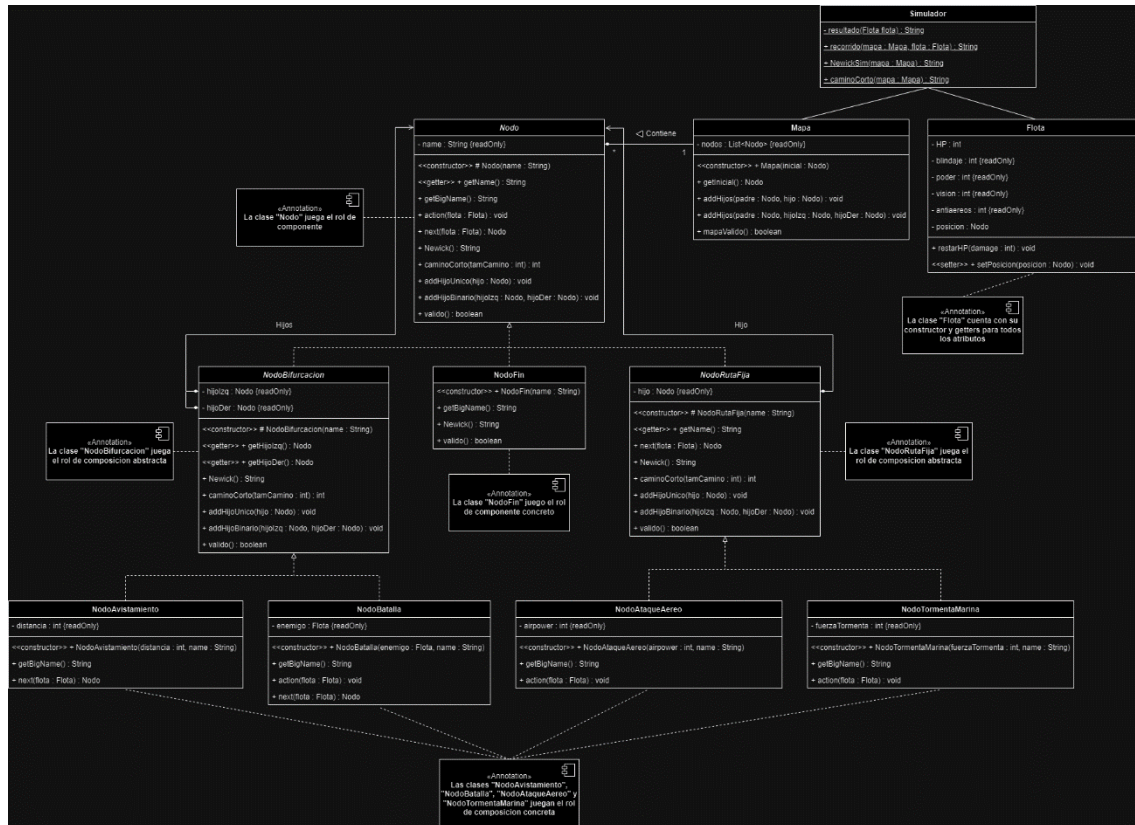 Simulador
- resultado(Flota flota) : String
+ recorrido(mapa : Mapa, flota : Flota) : String
+ NewickSim(mapa : Mapa) : String
+ caminoCorto(mapa : Mapa) : String
Nodo
- name : String {readOnly}
<<constructor>> # Nodo(name : String)
<<getter>> + getName() : String
+ getBigName() : String
+ action(flota : Flota) : void
+ next(flota : Flota) : Nodo
+ Newick() : String
+ caminoCorto(tamCamino : int) : int
+ addHijoUnico(hijo : Nodo) : void
+ addHijoBinario(hijoIzq : Nodo, hijoDer : Nodo) : void
+ valido() : boolean
Contiene
*
1
Mapa
- nodos : List<Nodo> {readOnly}
<<constructor>> + Mapa(inicial : Nodo)
+ getInicial() : Nodo
+ addHijos(padre : Nodo, hijo : Nodo) : void
+ addHijos(padre : Nodo, hijoIzq : Nodo, hijoDer : Nodo) : void
+ mapaValido() : boolean
Flota
- HP : int
- blindaje : int {readOnly}
- poder : int {readOnly}
- vision : int {readOnly}
- antiaereos : int {readOnly}
- posicion : Nodo
+ restarHP(damage : int) : void
<<setter>> + setPosicion(posicion : Nodo) : void
«Annotation»
La clase "Nodo" juega el rol de
componente
«Annotation»
La clase "Flota" cuenta con su
constructor y getters para todos
los atributos
Hijos
Hijo
NodoBifurcacion
- hijoIzq : Nodo {readOnly}
- hijoDer : Nodo {readOnly}
<<constructor>> # NodoBifurcacion(name : String)
<<getter>> + getHijoIzq() : Nodo
<<getter>> + getHijoDer() : Nodo
+ Newick() : String
+ caminoCorto(tamCamino : int) : int
+ addHijoUnico(hijo : Nodo) : void
+ addHijoBinario(hijoIzq : Nodo, hijoDer : Nodo) : void
+ valido() : boolean
NodoFin
<<constructor>> + NodoFin(name : String)
+ getBigName() : String
+ Newick() : String
+ valido() : boolean
NodoRutaFija
- hijo : Nodo {readOnly}
<<constructor>> # NodoRutaFija(name : String)
<<getter>> + getName() : String
+ next(flota : Flota) : Nodo
+ Newick() : String
+ caminoCorto(tamCamino : int) : int
+ addHijoUnico(hijo : Nodo) : void
+ addHijoBinario(hijoIzq : Nodo, hijoDer : Nodo) : void
+ valido() : boolean
«Annotation»
La clase "NodoBifurcacion" juega
el rol de composicion abstracta
«Annotation»
La clase "NodoFin" juego el rol
de componente concreto
«Annotation»
La clase "NodoRutaFija" juega el
rol de composicion abstracta
NodoAvistamiento
- distancia : int {readOnly}
<<constructor>> + NodoAvistamiento(distancia : int, name : String)
+ getBigName() : String
+ next(flota : Flota) : Nodo
NodoBatalla
- enemigo : Flota {readOnly}
<<constructor>> + NodoBatalla(enemigo : Flota, name : String)
+ getBigName() : String
+ action(flota : Flota) : void
+ next(flota : Flota) : Nodo
NodoAtaqueAereo
- airpower : int {readOnly}
<<constructor>> + NodoAtaqueAereo(airpower : int, name : String)
+ getBigName() : String
+ action(flota : Flota) : void
NodoTormentaMarina
- fuerzaTormenta : int {readOnly}
<<constructor>> + NodoTormentaMarina(fuerzaTormenta : int, name : String)
+ getBigName() : String
+ action(flota : Flota) : void
«Annotation»
Las clases "NodoAvistamiento",
"NodoBatalla", "NodoAtaqueAereo" y
"NodoTormentaMarina" juegan el rol
de composicion concreta